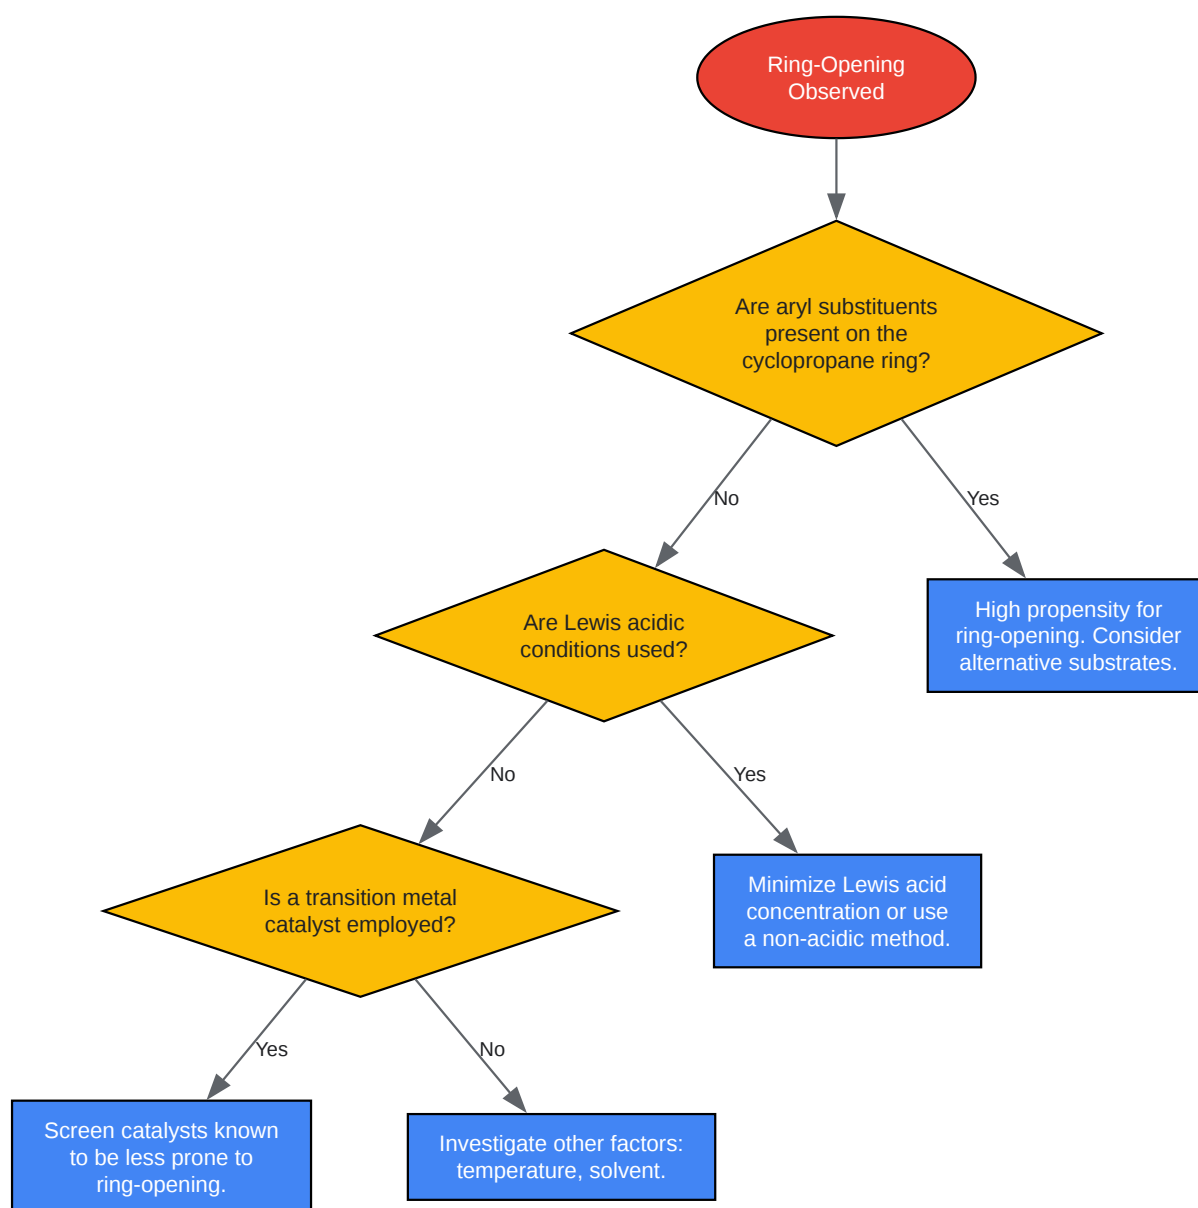 Ring-Opening
Observed
Are aryl substituents
present on the
cyclopropane ring?
No
Yes
Are Lewis acidic
conditions used?
High propensity for
ring-opening. Consider
alternative substrates.
No
Yes
Is a transition metal
catalyst employed?
Minimize Lewis acid
concentration or use
a non-acidic method.
Yes
No
Screen catalysts known
to be less prone to
ring-opening.
Investigate other factors:
temperature, solvent.